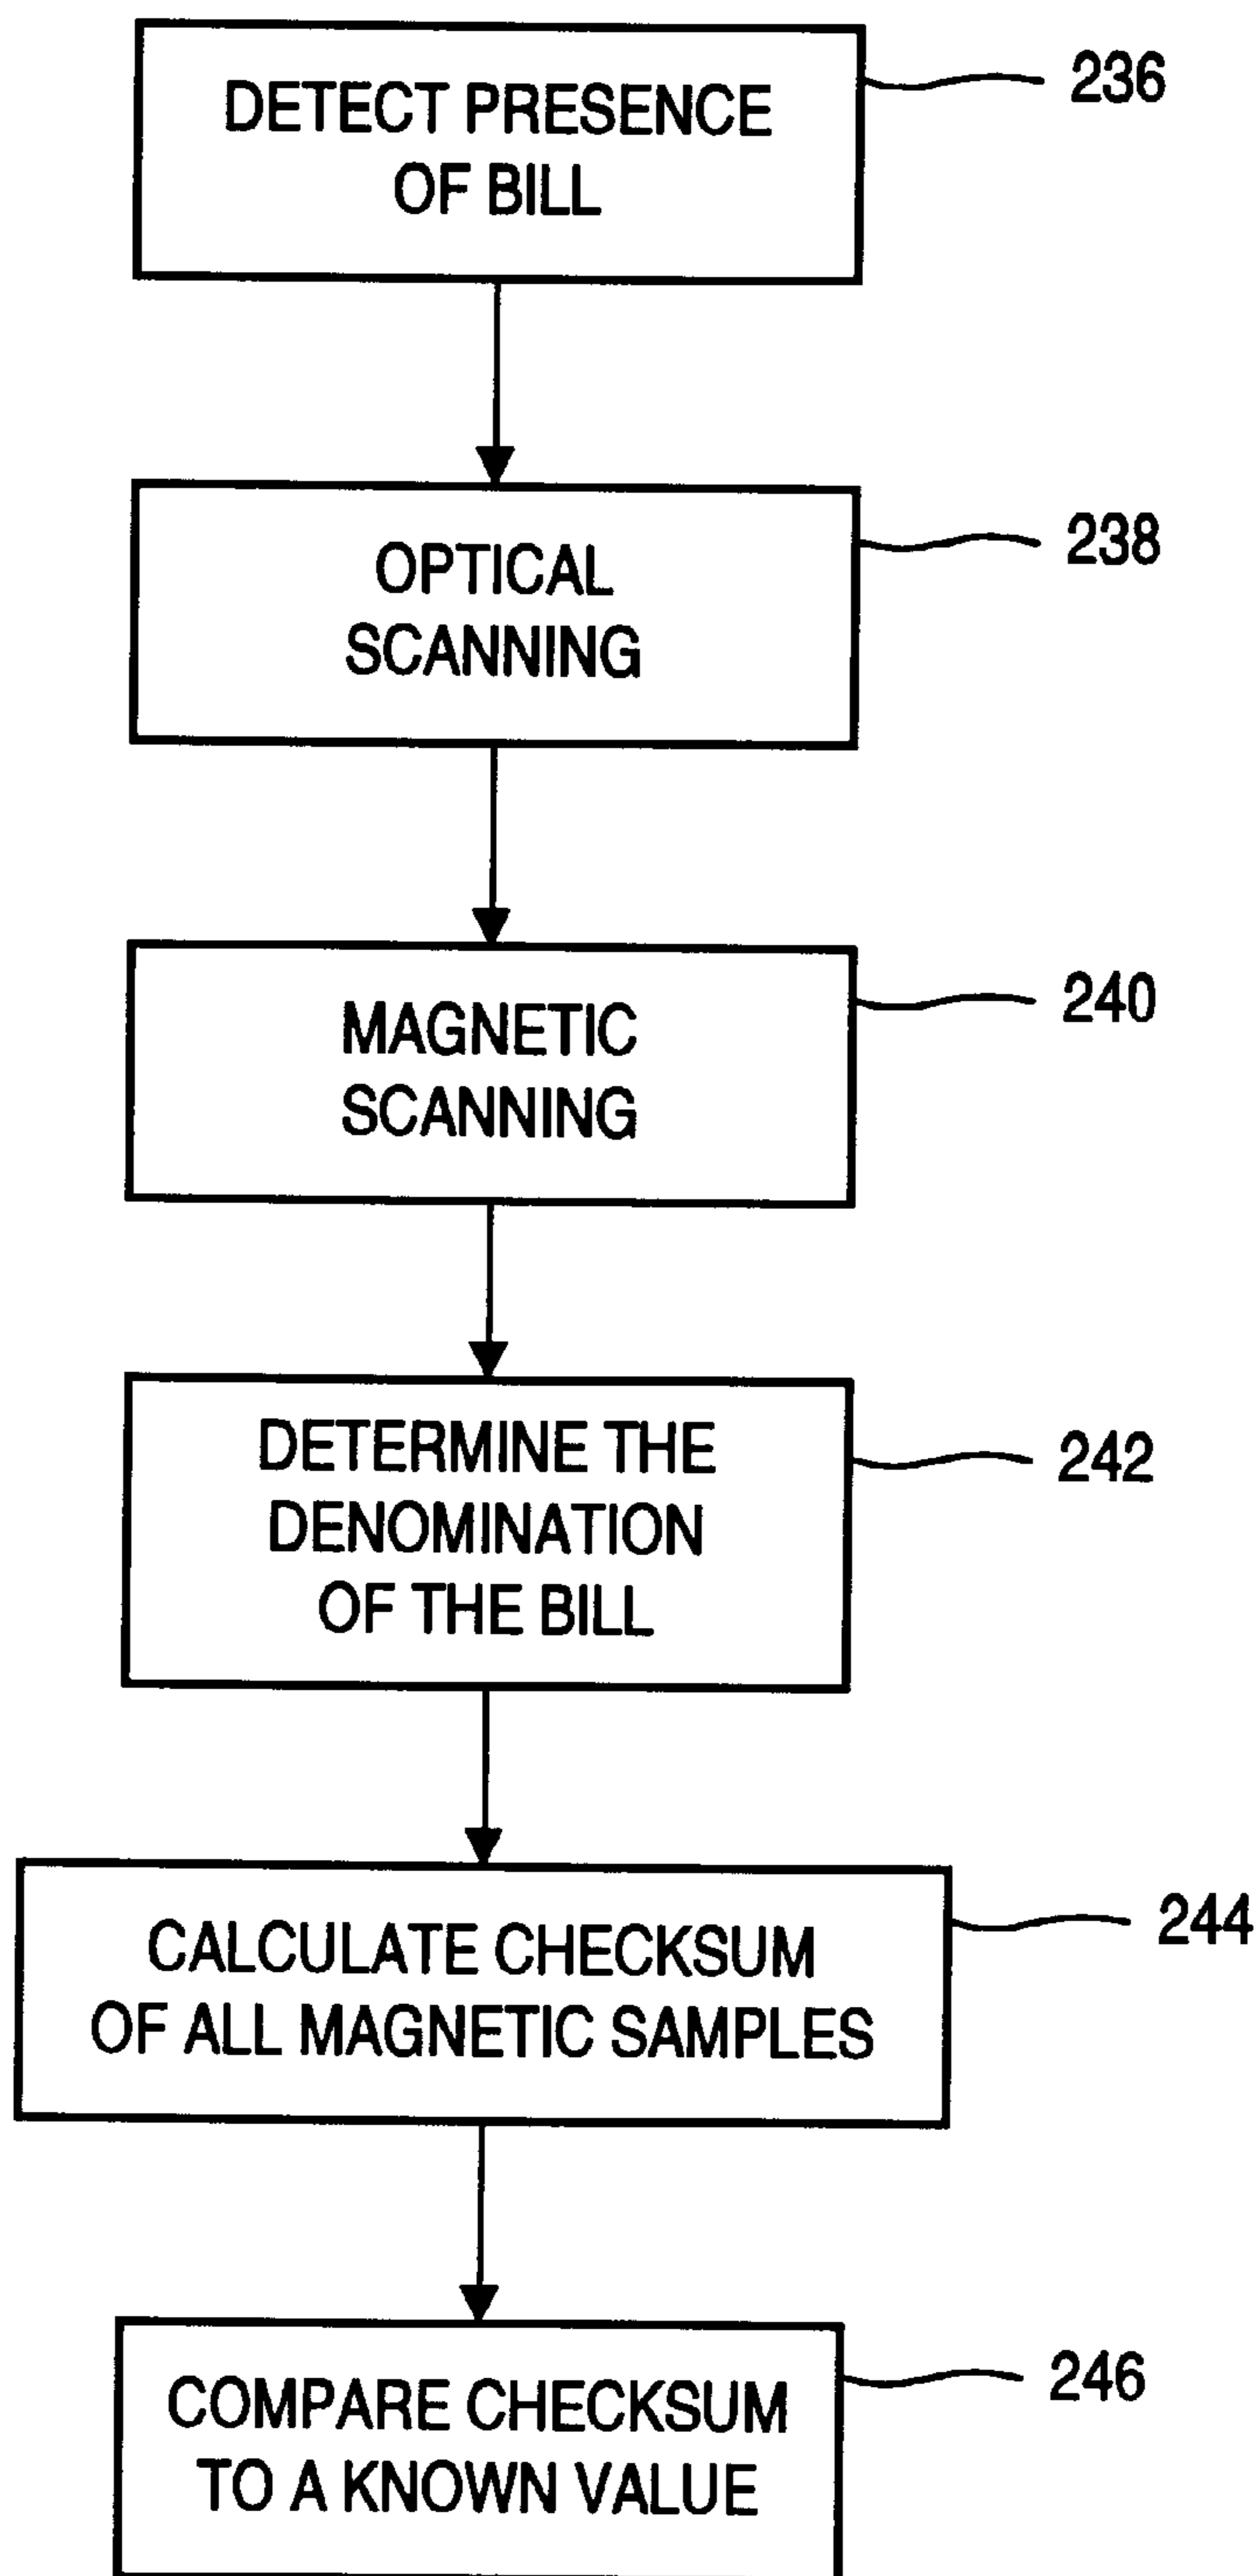 DETECT PRESENCE
OF BILL
236
OPTICAL
SCANNING
238
MAGNETIC
SCANNING
240
DETERMINE THE
DENOMINATION
OF THE BILL
242
CALCULATE CHECKSUM
OF ALL MAGNETIC SAMPLES
244
COMPARE CHECKSUM
TO A KNOWN VALUE
246